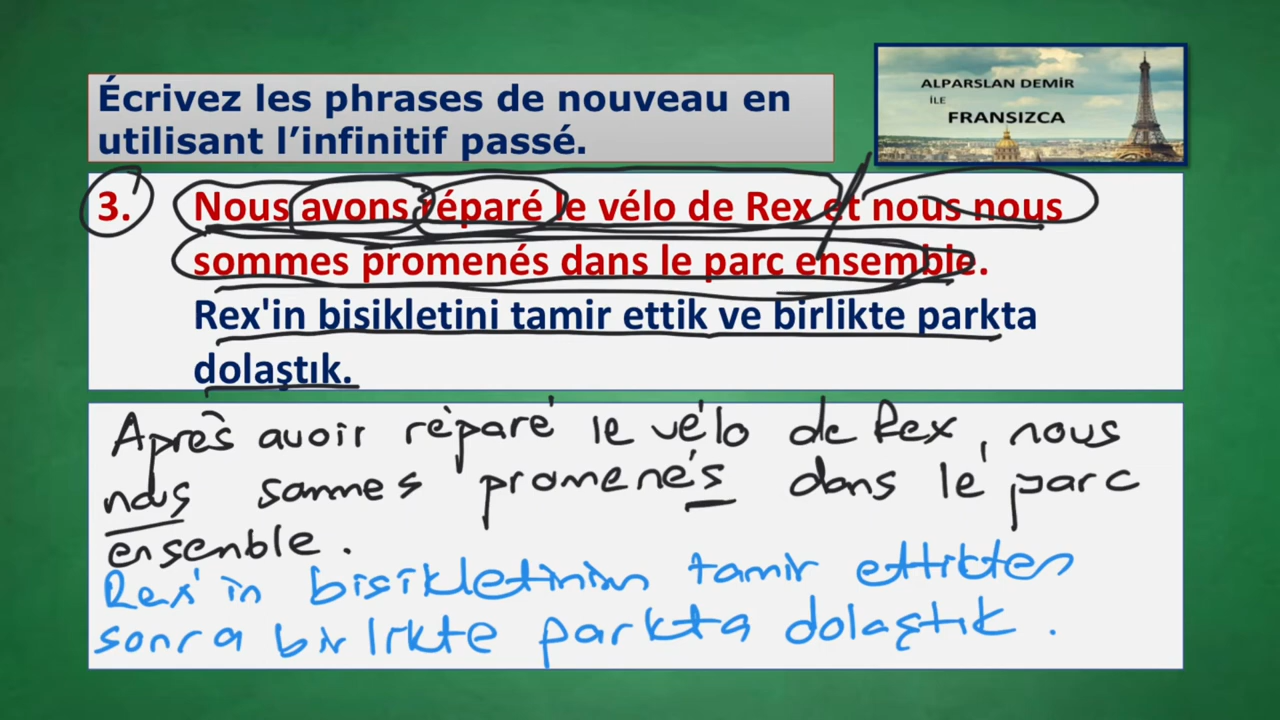 Écrivez les phrases de nouveau en
utilisant l'infinitif passé.
ALPARSLAN DEMİR
İLE
FRANSIZCA
3. Nous avons réparé le vélo de Rex et nous nous
sommes promenés dans le parc ensemble.
Rex'in bisikletini tamir ettik ve birlikte parkta
dolaştık.
Après avoir réparé le vélo de Rex, nous
nous sommes promenés dans le parc
ensenble.
Rex'in bisikletinin tamir ettikten
sonra birlikte parkta dolaştık.